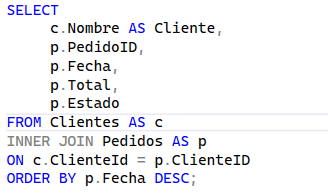 SELECT
c.Nombre AS Cliente,
p.PedidoID,
p.Fecha,
p.Total,
p.Estado
FROM Clientes AS c
INNER JOIN Pedidos AS p
ON c.ClienteId = p.ClienteID
ORDER BY p.Fecha DESC;